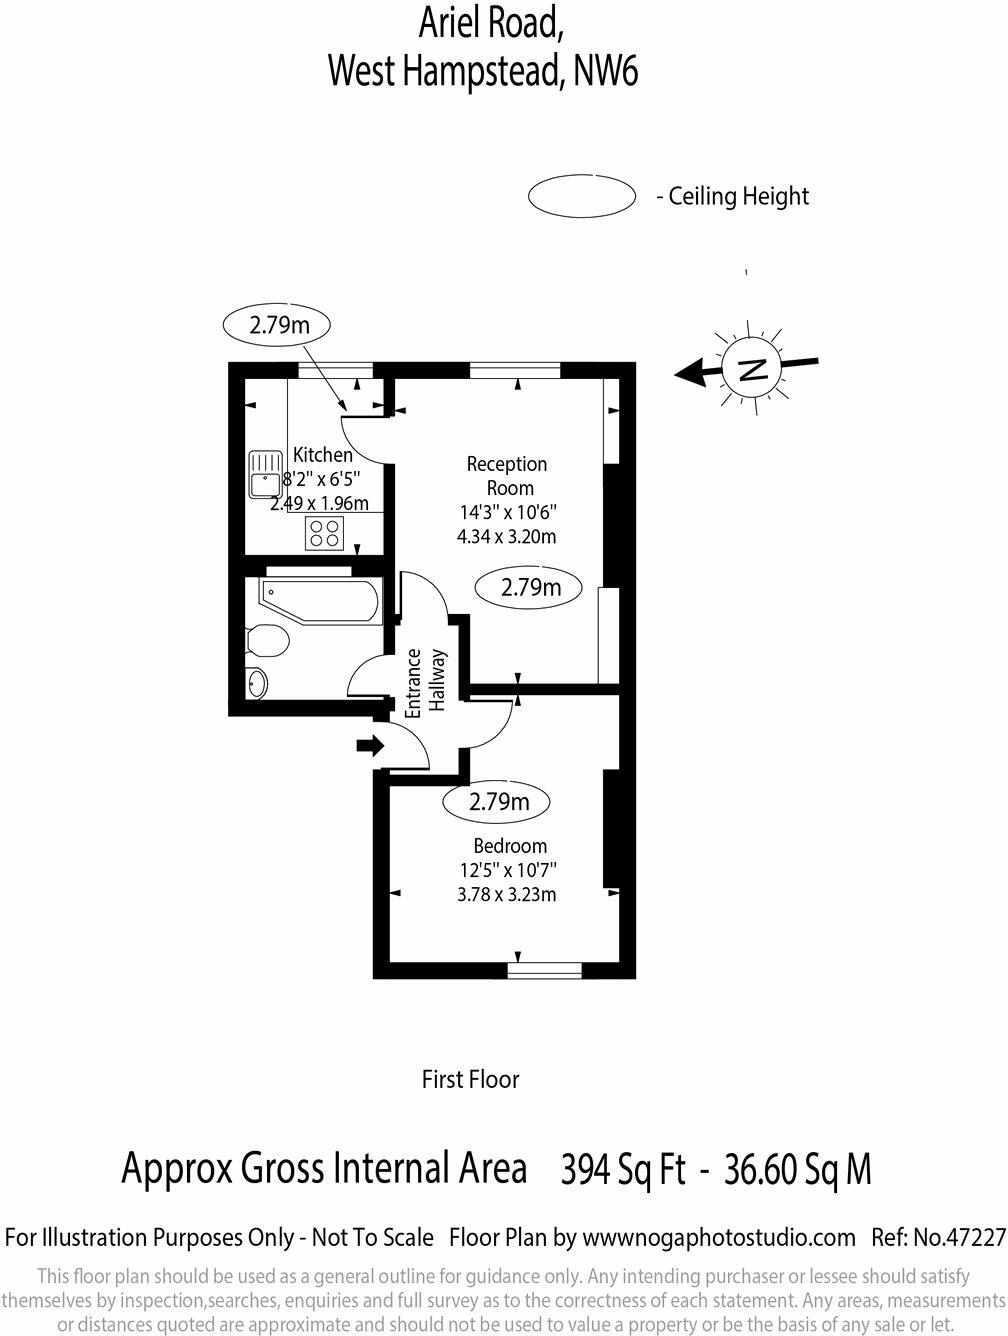 Ariel Road,
West Hampstead, NW6
- Ceiling Height
2.79m
N
Kitchen
8'2" x 6'5"
2.49 x 1.96m
Reception
Room
14'3" x 10'6"
4.34 x 3.20m
2.79m
Entrance
Hallway
2.79m
Bedroom
12'5" x 10'7"
3.78 x 3.23m
First Floor
Approx Gross Internal Area 394 Sq Ft - 36.60 Sq M
For Illustration Purposes Only - Not To Scale Floor Plan by wwwnogaphotostudio.com Ref: No.47227
This floor plan should be used as a general outline for guidance only. Any intending purchaser or lessee should satisfy
themselves by inspection,searches, enquiries and full survey as to the correctness of each statement. Any areas, measurements
or distances quoted are approximate and should not be used to value a property or be the basis of any sale or let.